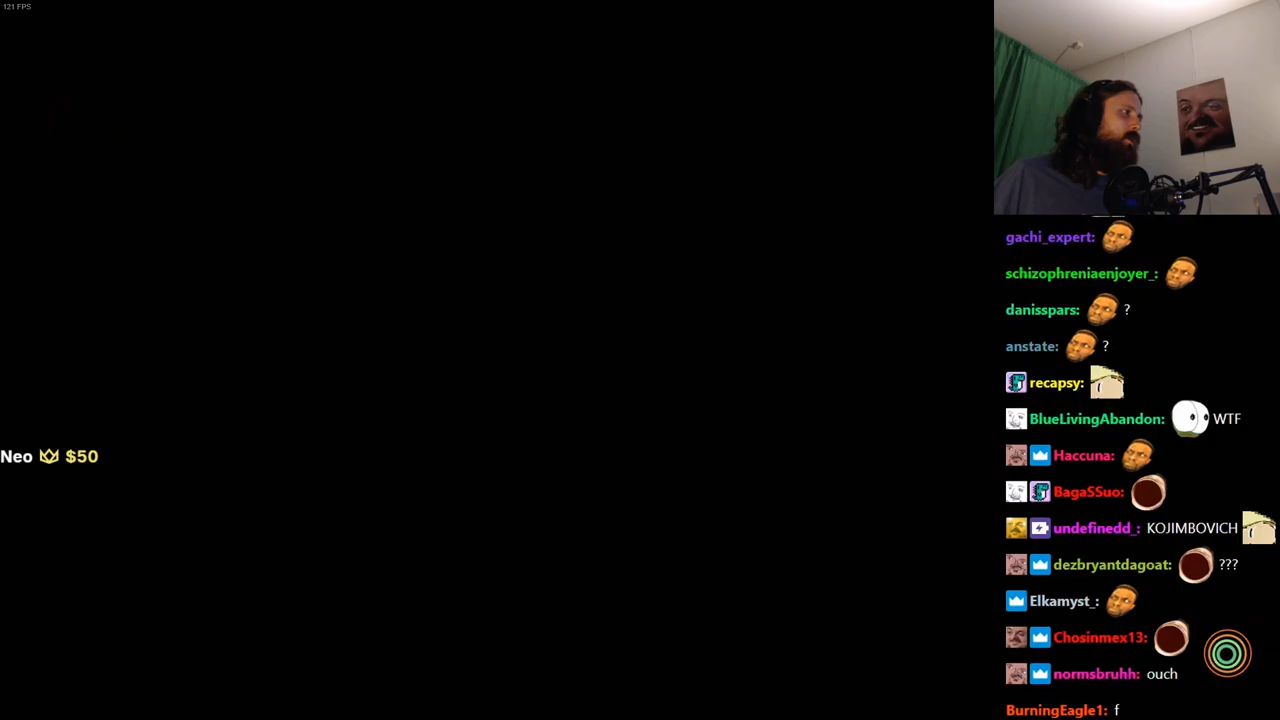 121 FPS
gachi_expert:
schizophreniaenjoyer_:
danisspars: ?
anstate: ?
recapsy:
BlueLivingAbandon: WTF
Neo $50
Haccuna:
BagaSSuo:
undefinedd_: KOJIMBOVICH
dezbryantdagoat: ???
Elkamyst_:
Chosinmex13:
normsbruhh: ouch
BurningEagle1: f